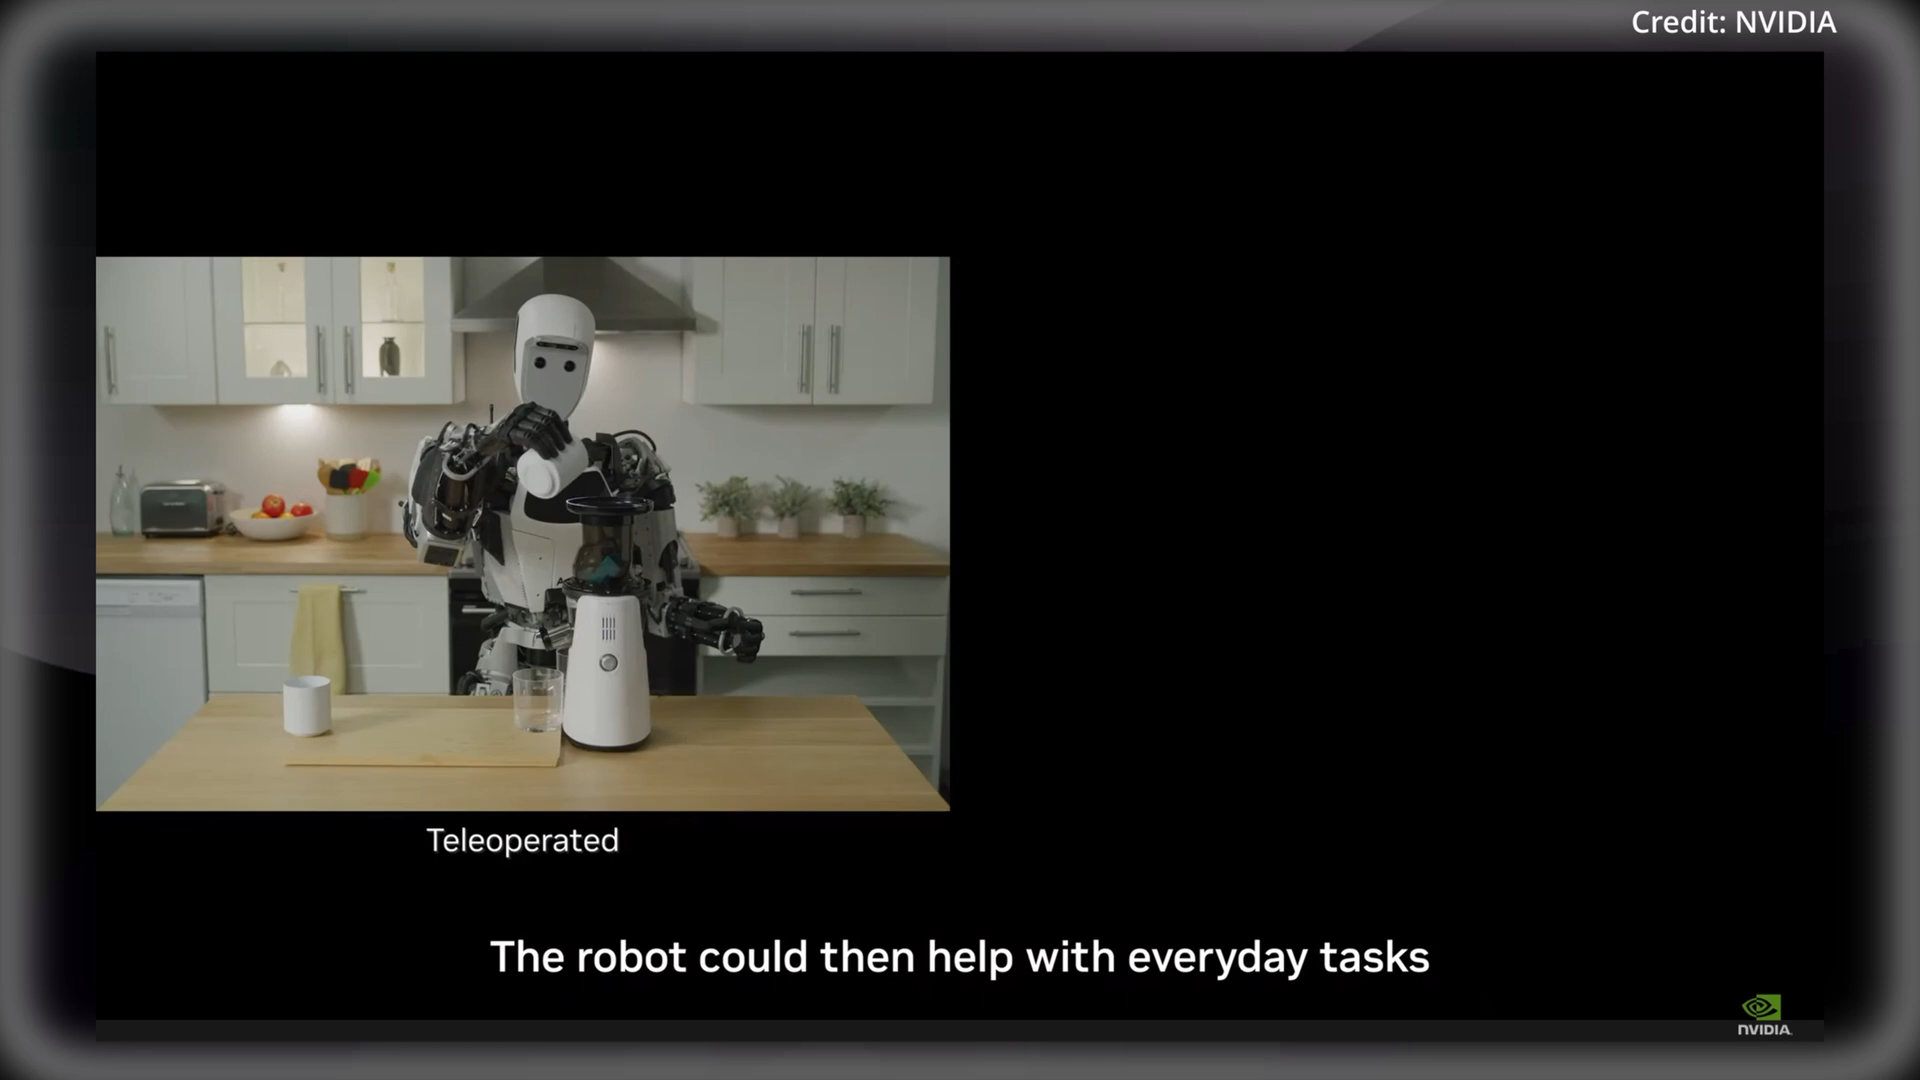 Credit: NVIDIA
Teleoperated
The robot could then help with everyday tasks
NVIDIA